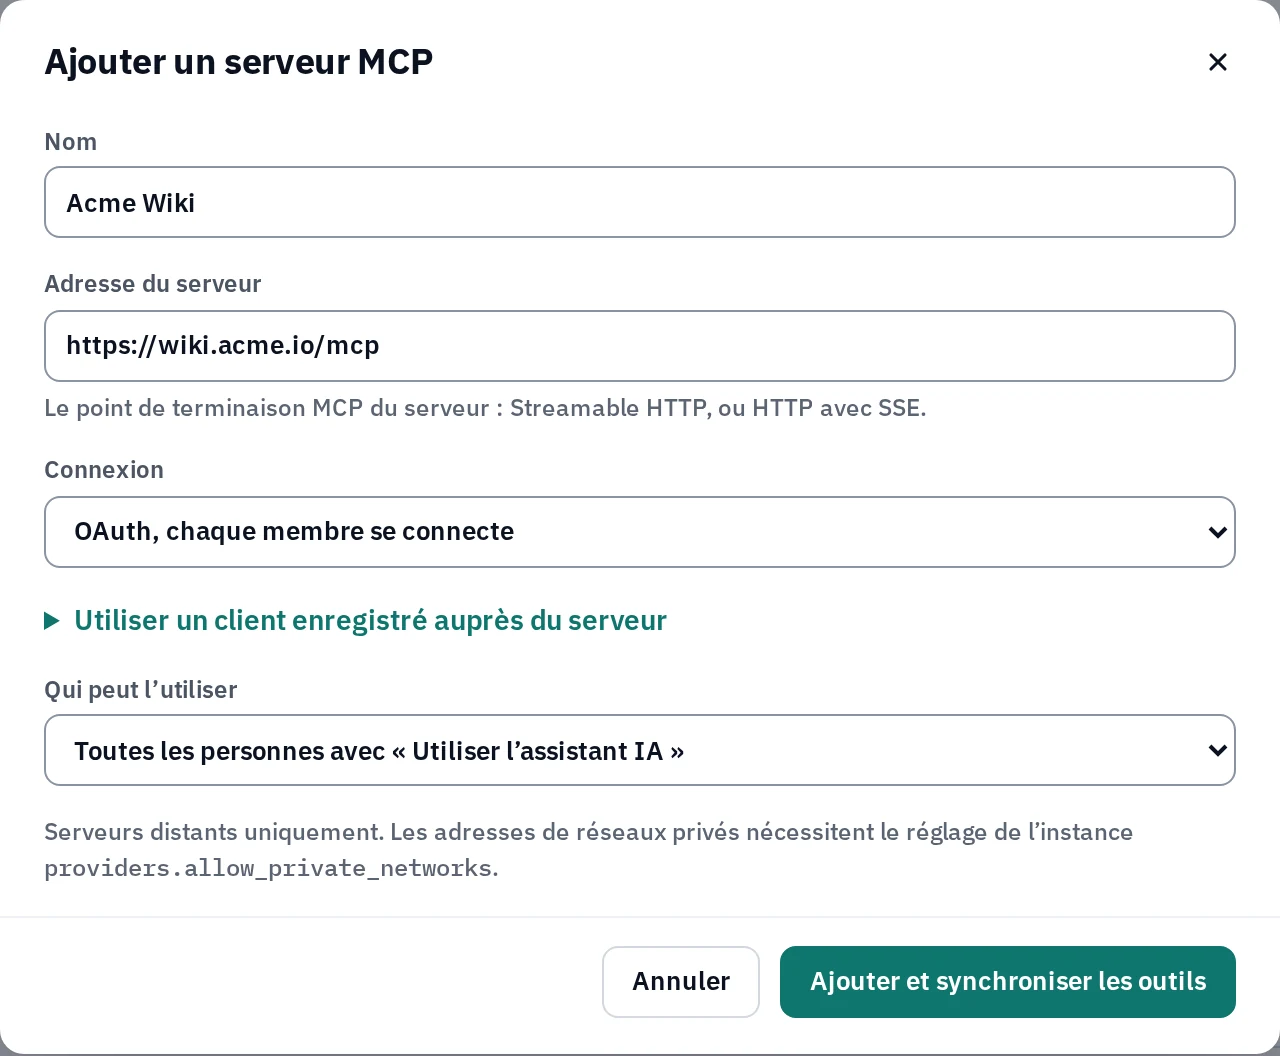 Ajouter un serveur MCP
Nom
Acme Wiki
Adresse du serveur
https://wiki.acme.io/mcp
Le point de terminaison MCP du serveur : Streamable HTTP, ou HTTP avec SSE.
Connexion
OAuth, chaque membre se connecte
Utiliser un client enregistré auprès du serveur
Qui peut l’utiliser
Toutes les personnes avec « Utiliser l’assistant IA »
Serveurs distants uniquement. Les adresses de réseaux privés nécessitent le réglage de l’instance
providers.allow_private_networks.
Annuler
Ajouter et synchroniser les outils